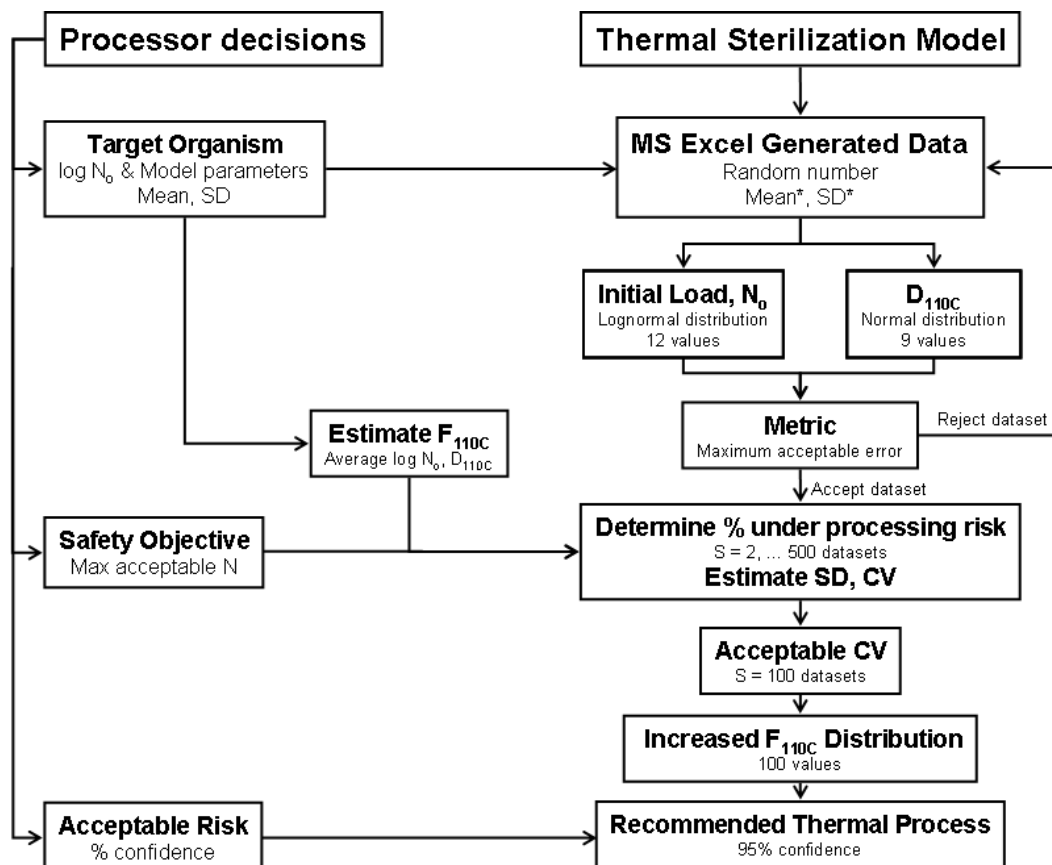 Processor decisions
Thermal Sterilization Model
Target Organism
log Nₒ & Model parameters
Mean, SD
MS Excel Generated Data
Random number
Mean*, SD*
Initial Load, Nₒ
Lognormal distribution
12 values
D₁₁₀C
Normal distribution
9 values
Estimate F₁₁₀C
Average log Nₒ, D₁₁₀C
Metric
Maximum acceptable error
Reject dataset
Accept dataset
Safety Objective
Max acceptable N
Determine % under processing risk
S = 2, ... 500 datasets
Estimate SD, CV
Acceptable CV
S = 100 datasets
Increased F₁₁₀C Distribution
100 values
Acceptable Risk
% confidence
Recommended Thermal Process
95% confidence